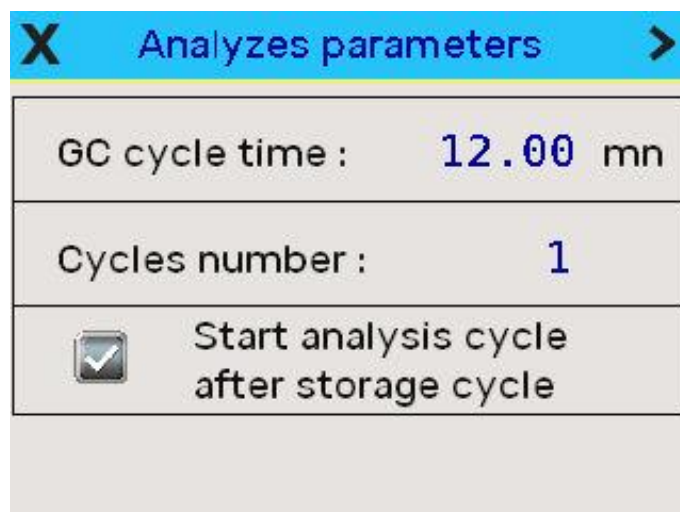 X Analyzes parameters >
GC cycle time : 12.00 mn
Cycles number : 1
Start analysis cycle
after storage cycle